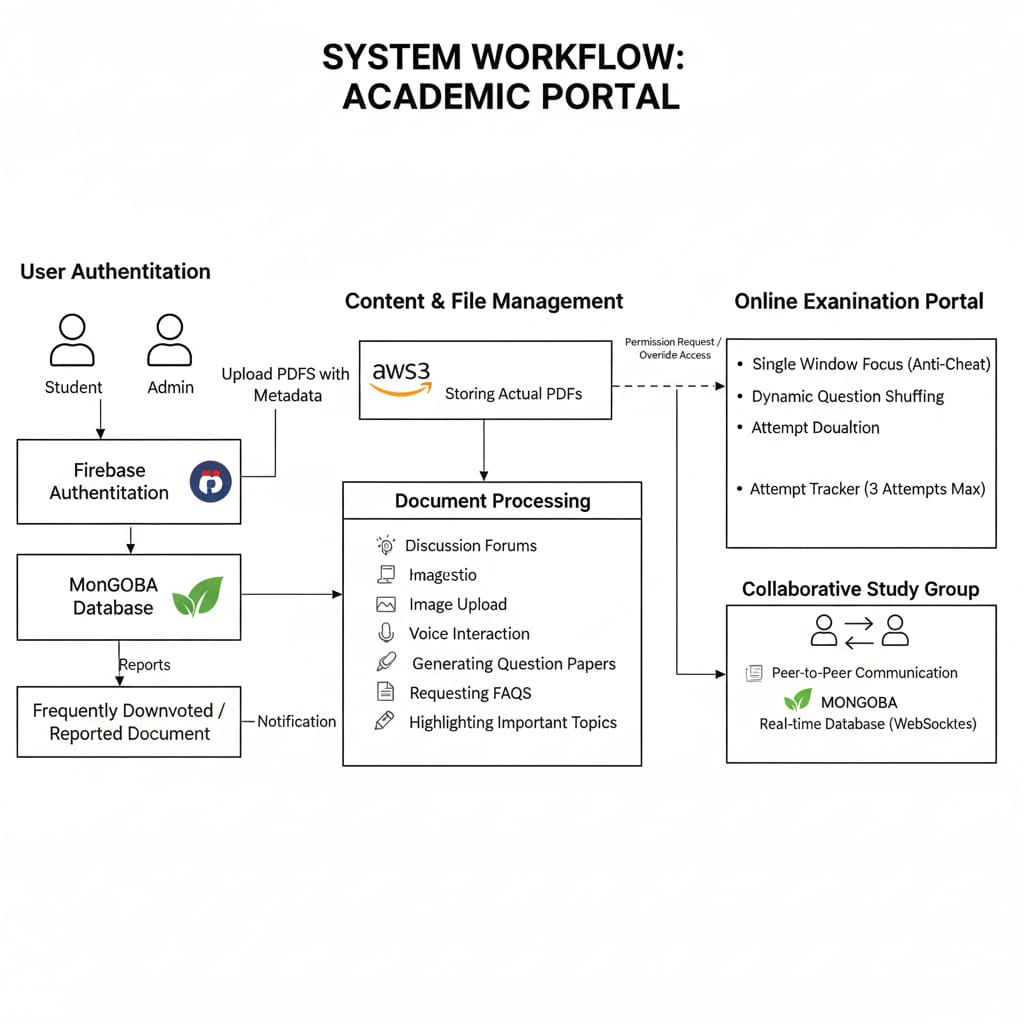 SYSTEM WORKFLOW:
ACADEMIC PORTAL
User Authentitation
Student
Admin
Firebase
Authentitation
MonGOBA
Database
Reports
Frequently Downvoted /
Reported Document
Notification
Upload PDFS with
Metadata
Content & File Management
aws3
Storing Actual PDFs
Document Processing
Discussion Forums
Imagestio
Image Upload
Voice Interaction
Generating Question Papers
Requesting FAQS
Highlighting Important Topics
Permission Request /
Overide Access
Online Exanination Portal
• Single Window Focus (Anti-Cheat)
• Dynamic Question Shuffing
• Attempt Doualtion
• Attempt Tracker (3 Attempts Max)
Collaborative Study Group
Peer-to-Peer Communication
MONGOBA
Real-time Database (WebSocktes)